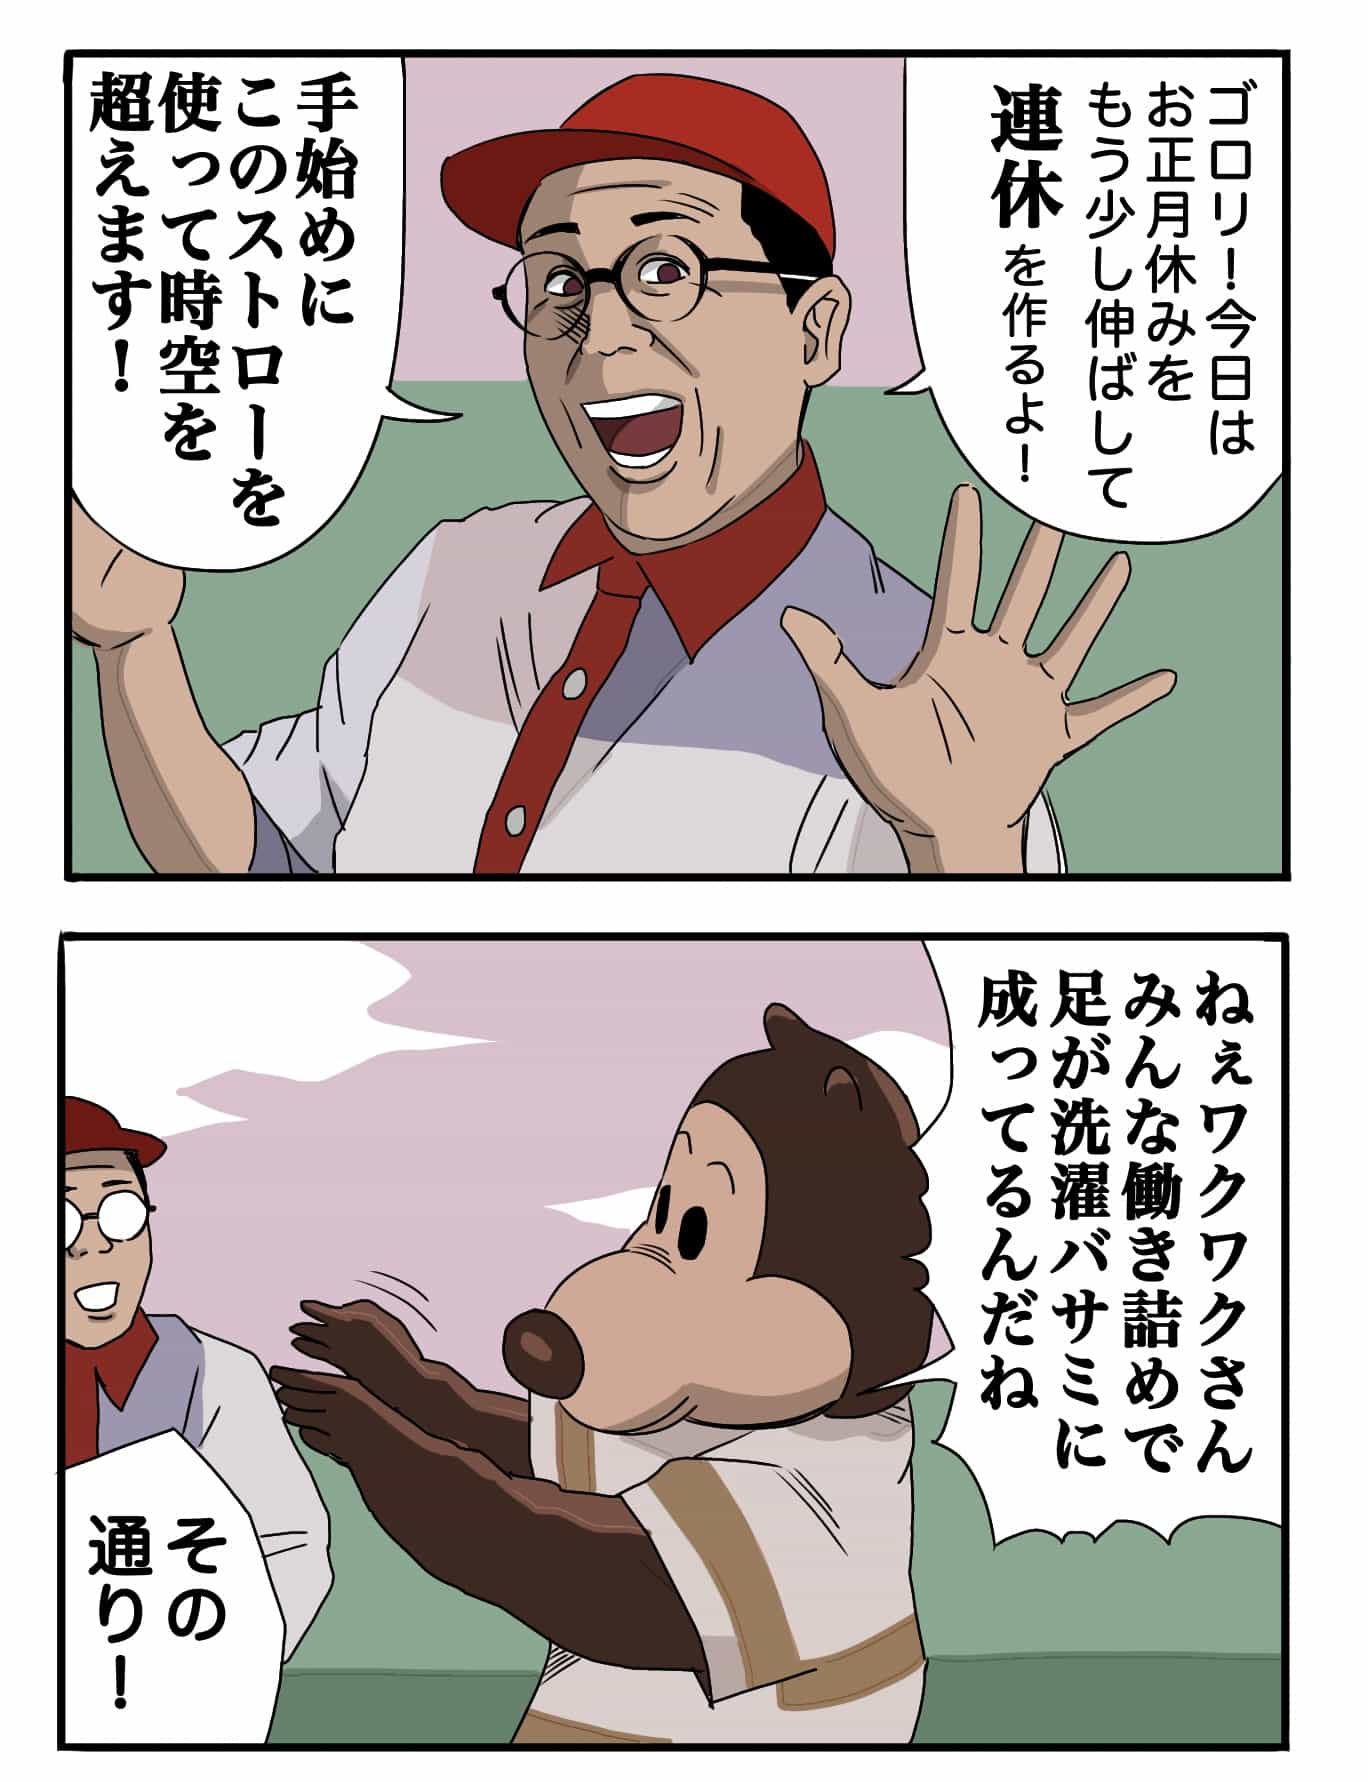 ゴロリ！今日は
お正月休みを
もう少し伸ばして
連休を作るよ！
手始めに
このストローを
使って時空を
超えます！
ねぇワクワクさん
みんな働き詰めで
足が洗濯バサミに
成ってるんだね
その
通り！